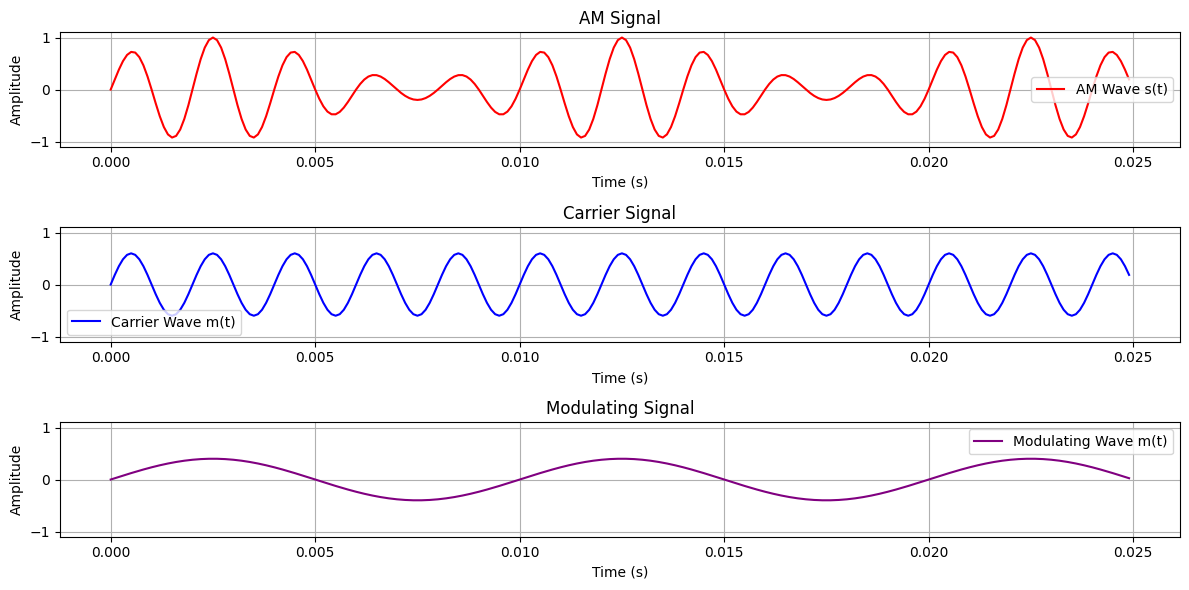 AM Signal
Amplitude
1
0
−1
AM Wave s(t)
0.000 0.005 0.010 0.015 0.020 0.025
Time (s)
Carrier Signal
Amplitude
1
0
−1
Carrier Wave m(t)
0.000 0.005 0.010 0.015 0.020 0.025
Time (s)
Modulating Signal
Amplitude
1
0
−1
Modulating Wave m(t)
0.000 0.005 0.010 0.015 0.020 0.025
Time (s)